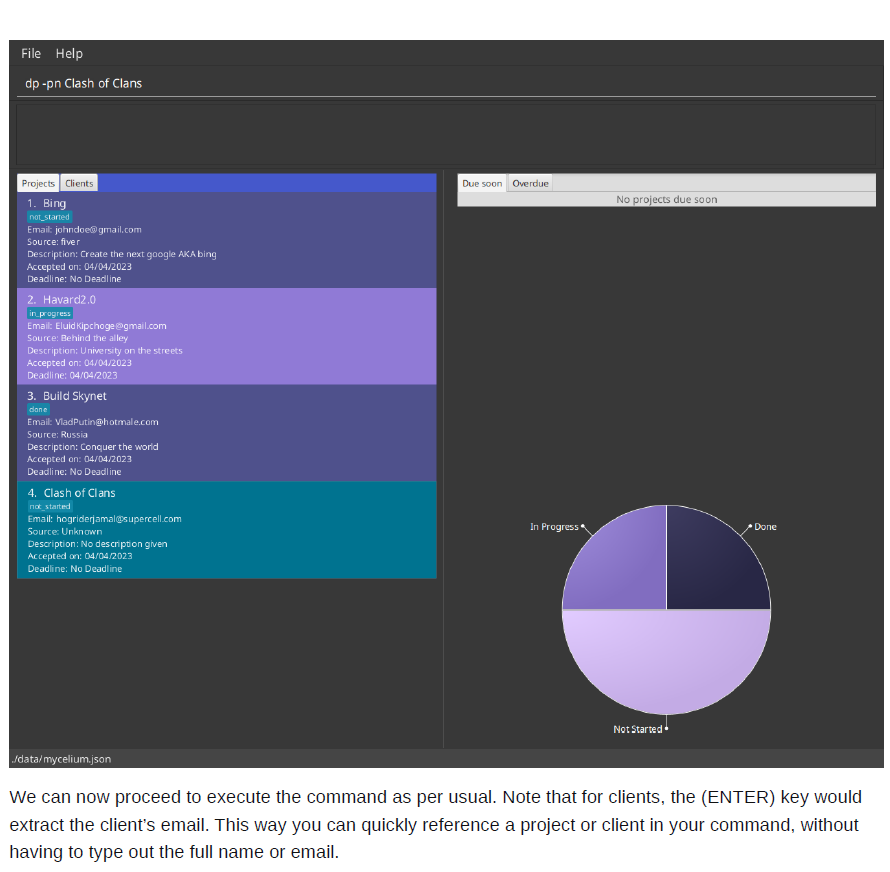 File Help
dp -pn Clash of Clans
Projects Clients
1. Bing
not_started
Email: johndoe@gmail.com
Source: fiver
Description: Create the next google AKA bing
Accepted on: 04/04/2023
Deadline: No Deadline
2. Havard2.0
in_progress
Email: EluidKipchoge@gmail.com
Source: Behind the alley
Description: University on the streets
Accepted on: 04/04/2023
Deadline: 04/04/2023
3. Build Skynet
done
Email: VladPutin@hotmale.com
Source: Russia
Description: Conquer the world
Accepted on: 04/04/2023
Deadline: No Deadline
4. Clash of Clans
not_started
Email: hogriderjamal@supercell.com
Source: Unknown
Description: No description given
Accepted on: 04/04/2023
Deadline: No Deadline
Due soon Overdue
No projects due soon
In Progress Done
Not Started
./data/mycelium.json
We can now proceed to execute the command as per usual. Note that for clients, the (ENTER) key would
extract the client’s email. This way you can quickly reference a project or client in your command, without
having to type out the full name or email.